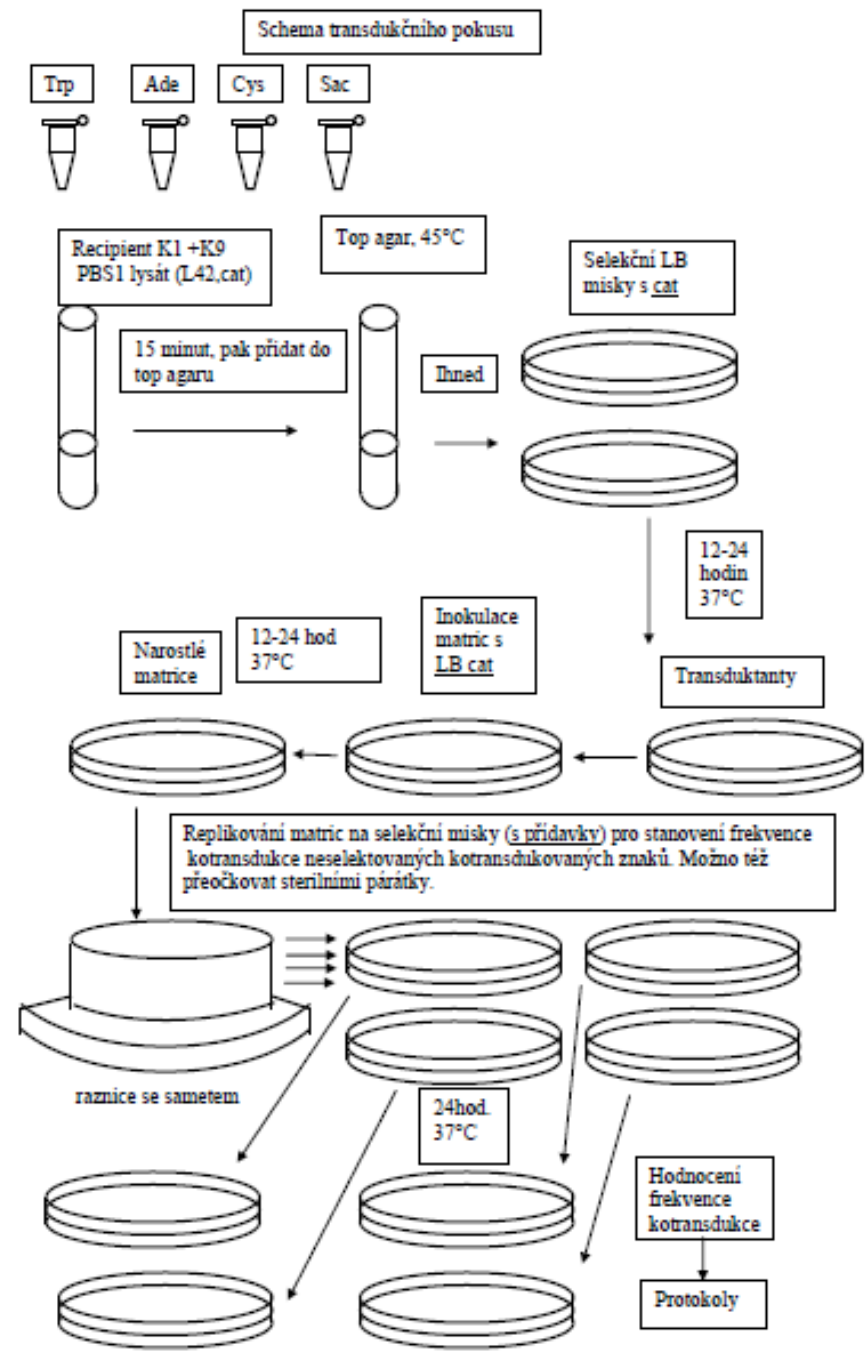 Schema transdukčního pokusu
Trp
Ade
Cys
Sac
Recipient K1 +K9
PBS1 lysát (L42,cat)
Top agar, 45°C
Selekční LB
misky s cat
15 minut, pak přidat do
top agaru
Ihned
12-24
hodin
37°C
Narostlé
matrice
12-24 hod
37°C
Inokulace
matric s
LB cat
Transduktanty
Replikování matric na selekční misky (s přídavky) pro stanovení frekvence
kotransdukce neselektovaných kotransdukovaných znaků. Možno též
přeočkovat sterilními párátky.
raznice se sametem
24hod.
37°C
Hodnocení
frekvence
kotransdukce
Protokoly